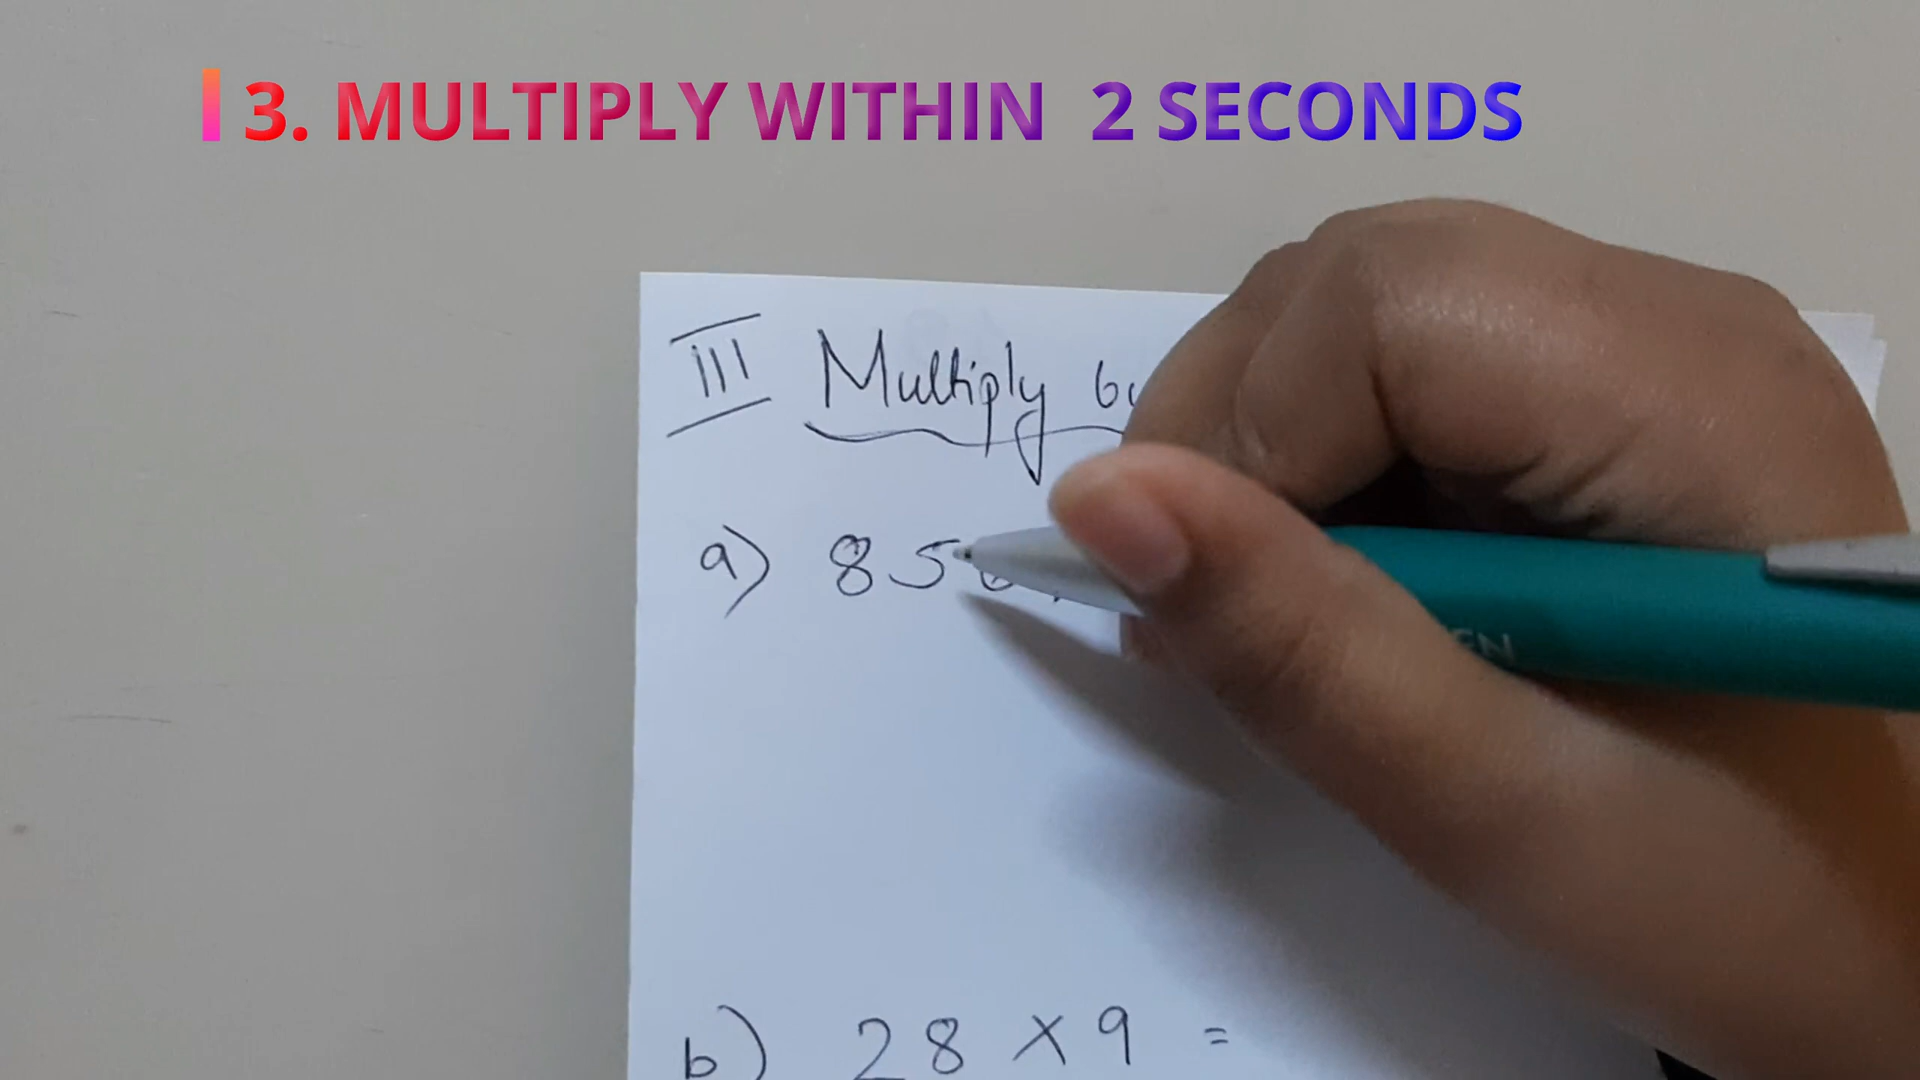 3. MULTIPLY WITHIN 2 SECONDS
III Multiply
a) 85
b) 28 × 9 =